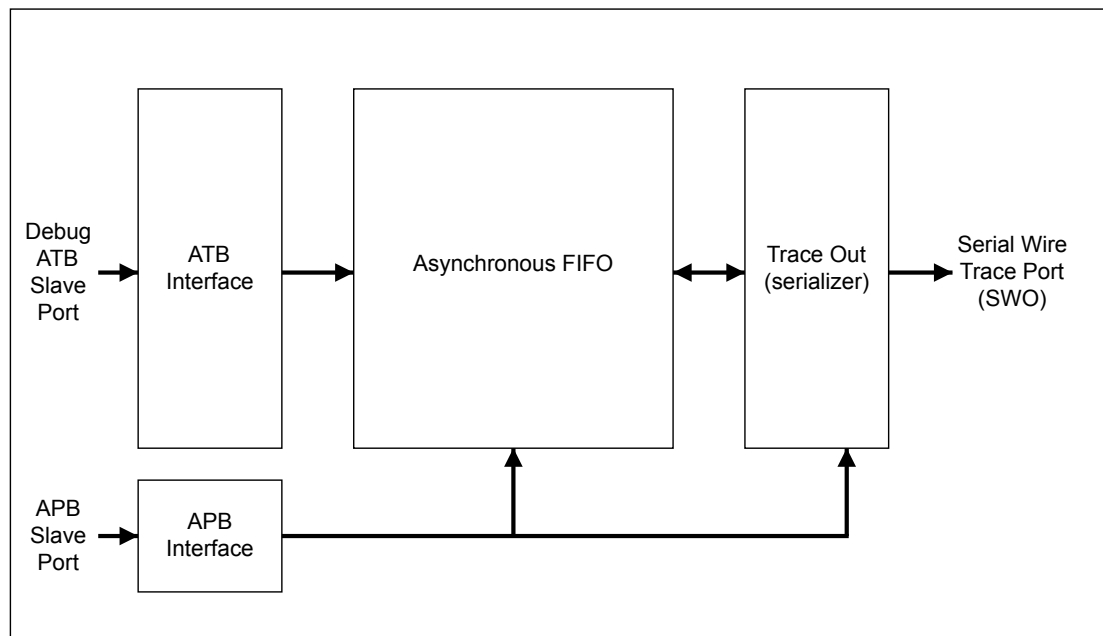 Debug
ATB
Slave
Port
ATB
Interface
Asynchronous FIFO
Trace Out
(serializer)
Serial Wire
Trace Port
(SWO)
APB
Slave
Port
APB
Interface